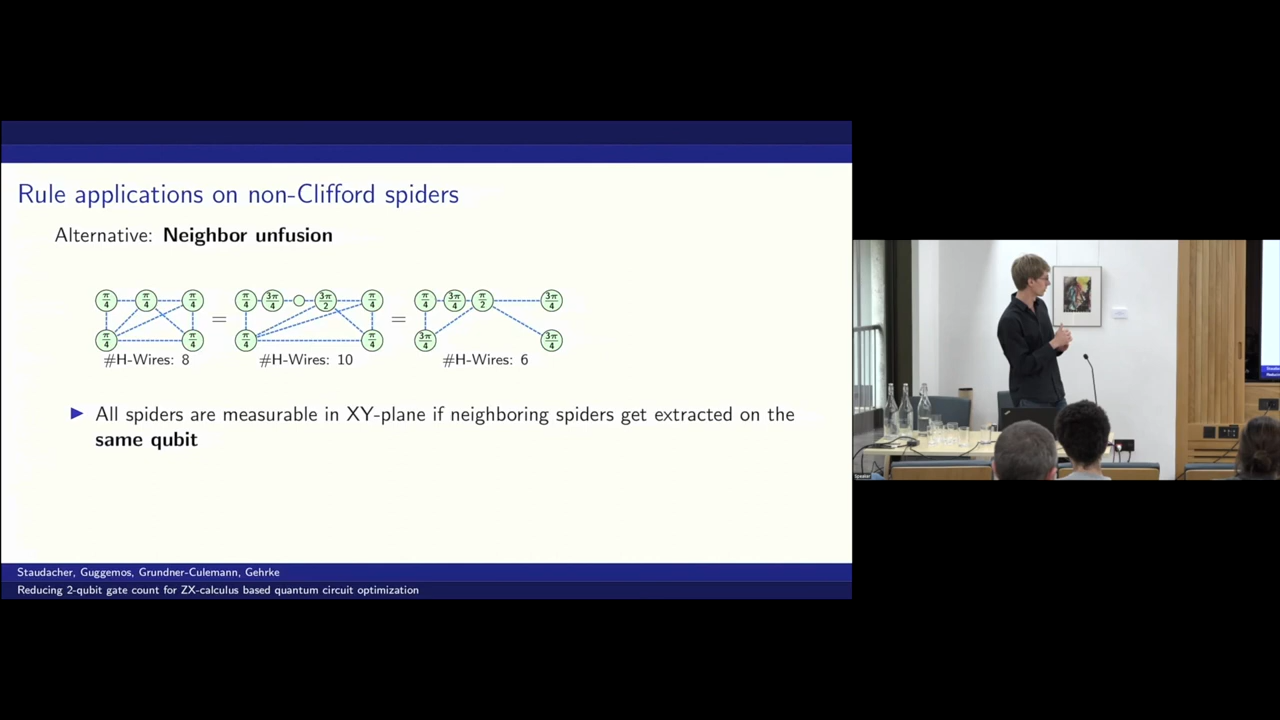 Rule applications on non-Clifford spiders
Alternative: Neighbor unfusion
π/4 π/4 π/4 π/4 3π/4 3π/2 π/4 π/4 3π/4 π/2 3π/4
= =
π/4 π/4 π/4 π/4 3π/4 3π/4
#H-Wires: 8 #H-Wires: 10 #H-Wires: 6
▶ All spiders are measurable in XY-plane if neighboring spiders get extracted on the
same qubit
Staudacher, Guggemos, Grundner-Culemann, Gehrke
Reducing 2-qubit gate count for ZX-calculus based quantum circuit optimization
Speaker